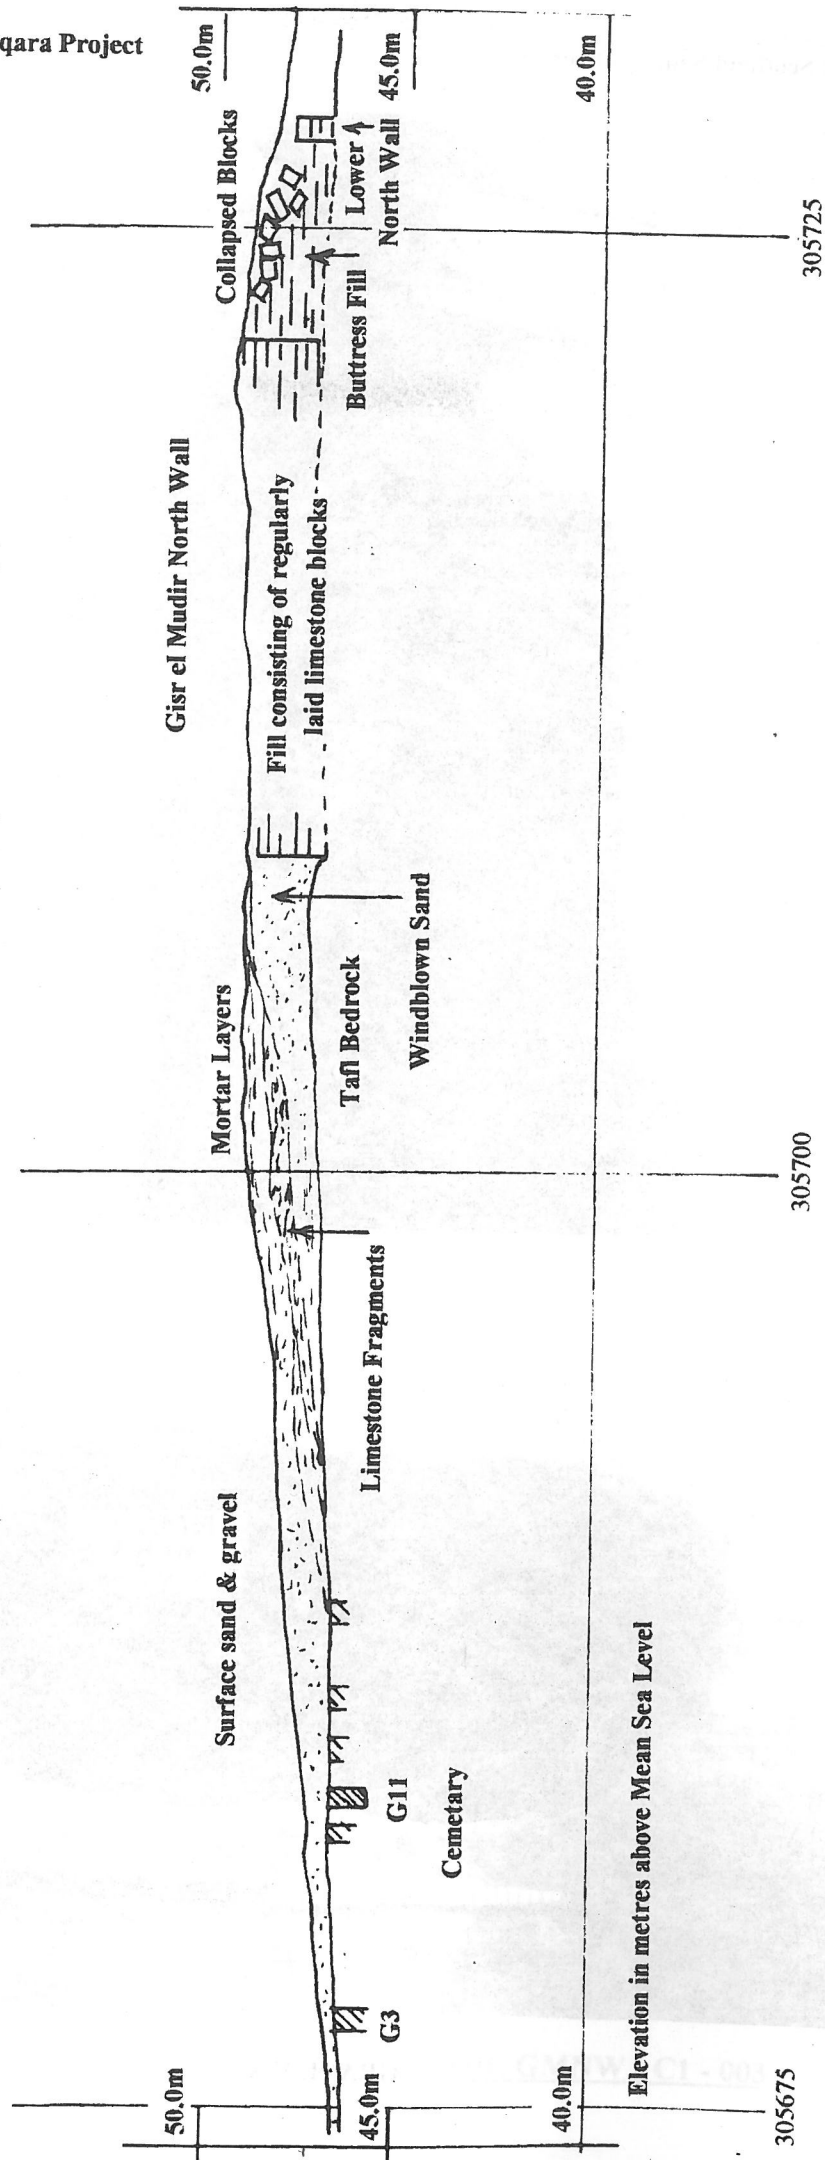 qara Project
50.0m
45.0m
40.0m
Collapsed Blocks
Lower
North Wall
305725
Buttress Fill
Gisr el Mudir North Wall
Fill consisting of regularly
laid limestone blocks
Windblown Sand
Tafl Bedrock
Mortar Layers
305700
Limestone Fragments
Surface sand & gravel
G11
Cemetary
G3
Elevation in metres above Mean Sea Level
50.0m
45.0m
40.0m
305675